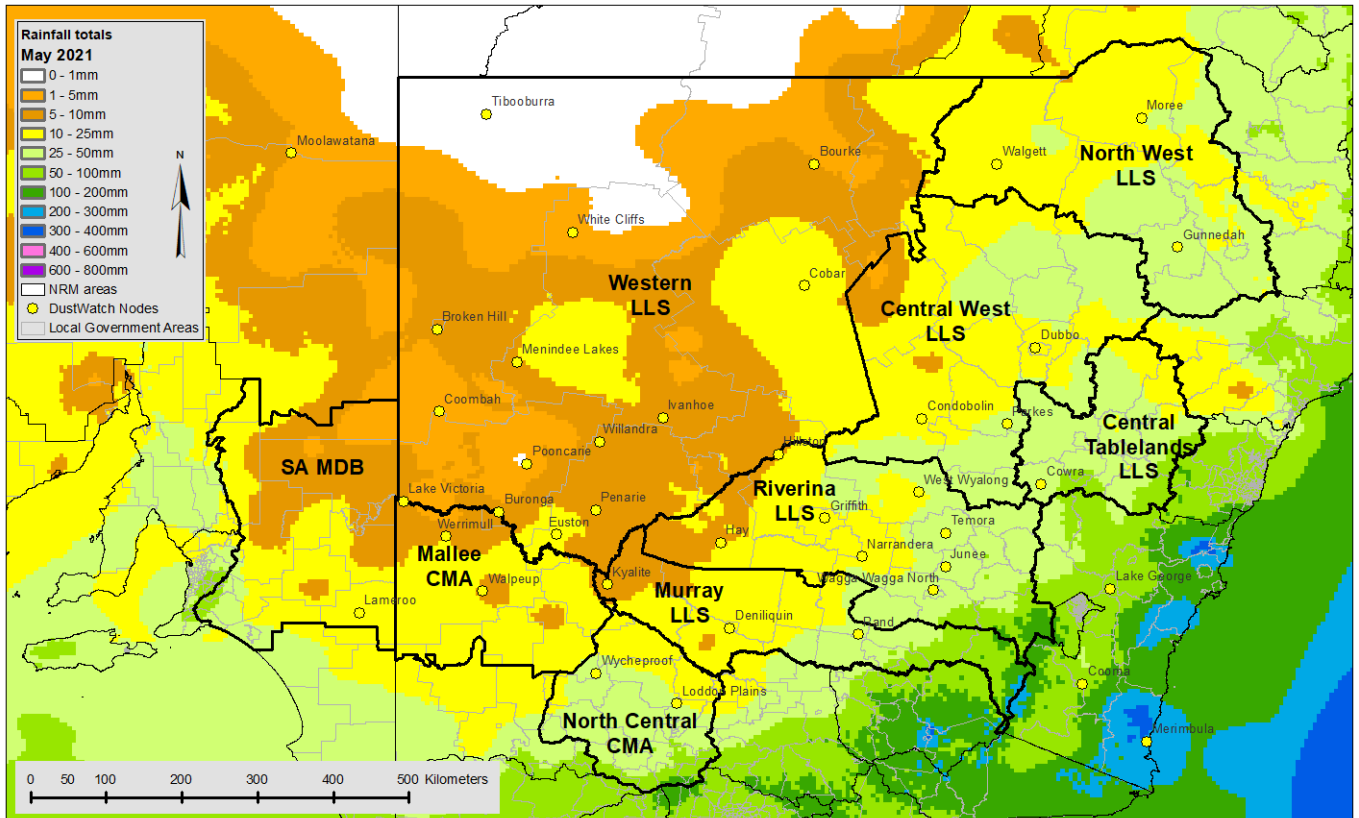 Rainfall totals
May 2021
0 - 1mm
1 - 5mm
5 - 10mm
10 - 25mm
25 - 50mm
50 - 100mm
100 - 200mm
200 - 300mm
300 - 400mm
400 - 600mm
600 - 800mm
NRM areas
DustWatch Nodes
Local Government Areas
N
Tibooburra
Moolawatana
Moree
Bourke
Walgett
North West
LLS
White Cliffs
Gunnedah
Western
LLS
Cobar
Central West
LLS
Broken Hill
Menindee Lakes
Dubbo
Coombah
Ivanhoe
Condobolin
Parkes
Central
Tablelands
LLS
Willandra
Hillston
Pooncarie
SA MDB
Cowra
Lake Victoria
Buronga
Penarie
Riverina
LLS
West Wyalong
Griffith
Werrimull
Euston
Temora
Hay
Narrandera
Junee
Mallee
CMA
Walpeup
Kyalite
Wagga Wagga North
Lake George
Murray
LLS
Lameroo
Deniliquin
Rand
Wycheproof
Cooma
Loddon Plains
North Central
CMA
Merimbula
0 50 100 200 300 400 500 Kilometers